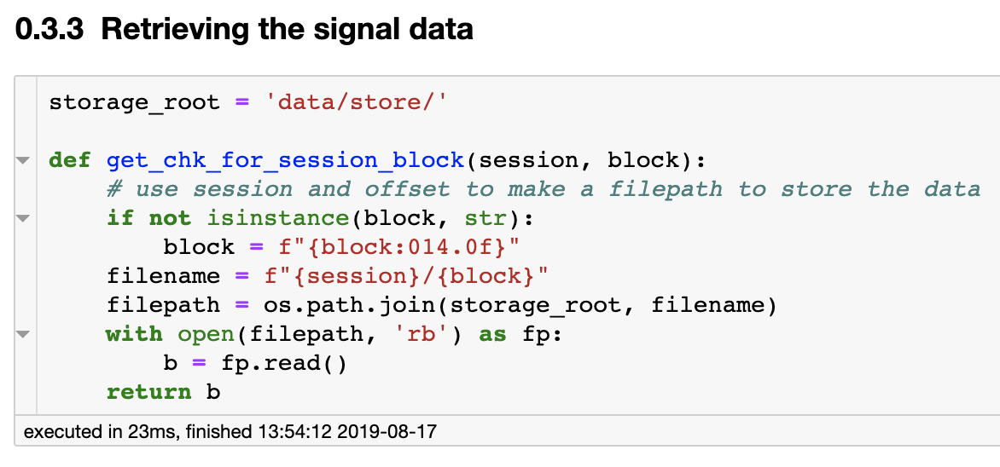 0.3.3 Retrieving the signal data
storage_root = 'data/store/'
def get_chk_for_session_block(session, block):
    # use session and offset to make a filepath to store the data
    if not isinstance(block, str):
        block = f"{block:014.0f}"
    filename = f"{session}/{block}"
    filepath = os.path.join(storage_root, filename)
    with open(filepath, 'rb') as fp:
        b = fp.read()
    return b
executed in 23ms, finished 13:54:12 2019-08-17